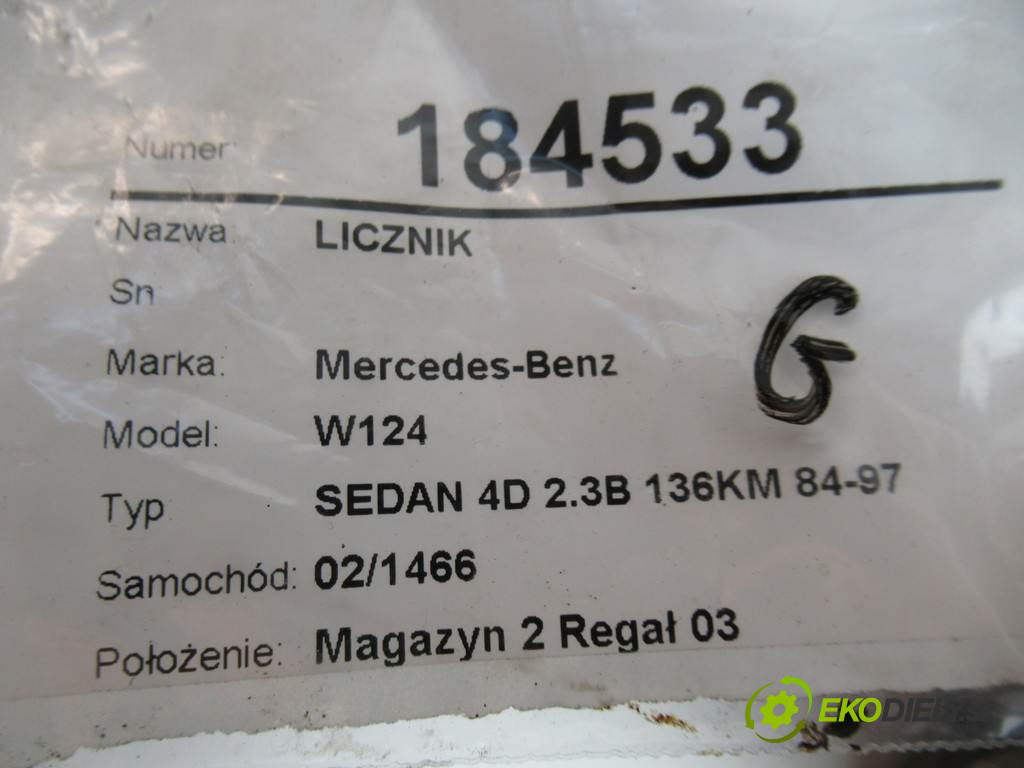 Numer: 184533
Nazwa: LICZNIK
Sn
Marka: Mercedes-Benz
G
Model: W124
Typ SEDAN 4D 2.3B 136KM 84-97
Samochód: 02/1466
Położenie: Magazyn 2 Regał 03